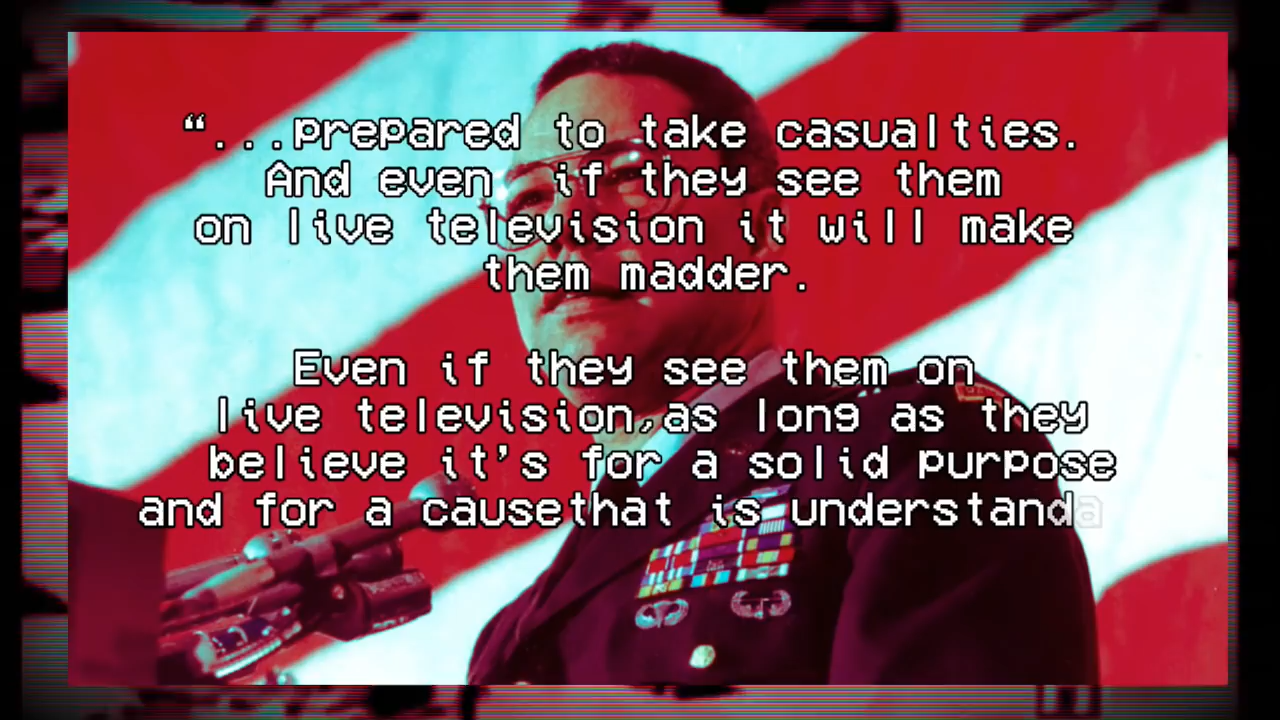 “...prepared to take casualties.
And even if they see them
on live television it will make
them madder.
Even if they see them on
live television,as long as they
believe it’s for a solid purpose
and for a causethat is understanda